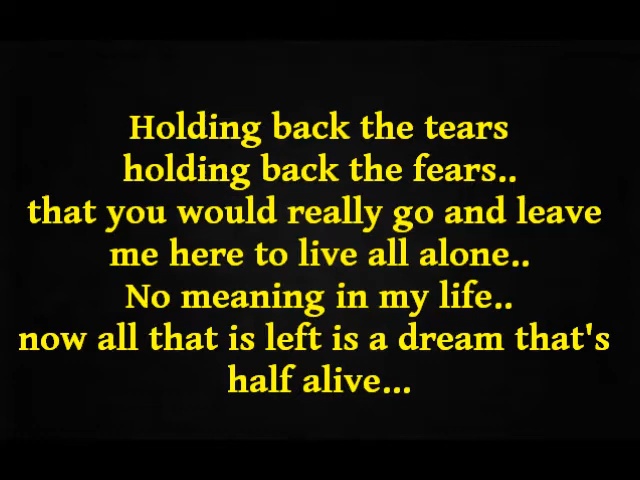 Holding back the tears
holding back the fears..
that you would really go and leave
me here to live all alone..
No meaning in my life..
now all that is left is a dream that's
half alive...